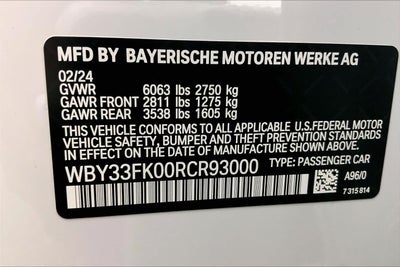 MFD BY BAYERISCHE MOTOREN WERKE AG
02/24
GVWR 6063 lbs 2750 kg
GAWR FRONT 2811 lbs 1275 kg
GAWR REAR 3538 lbs 1605 kg
THIS VEHICLE CONFORMS TO ALL APPLICABLE U.S.FEDERAL MOTOR
VEHICLE SAFETY, BUMPER AND THEFT PREVENTION STANDARDS
IN EFFECT ON THE DATE OF MANUFACTURE SHOWN ABOVE.
WBY33FK00RCR93000 TYPE: PASSENGER CAR
A96/0
7 315 814